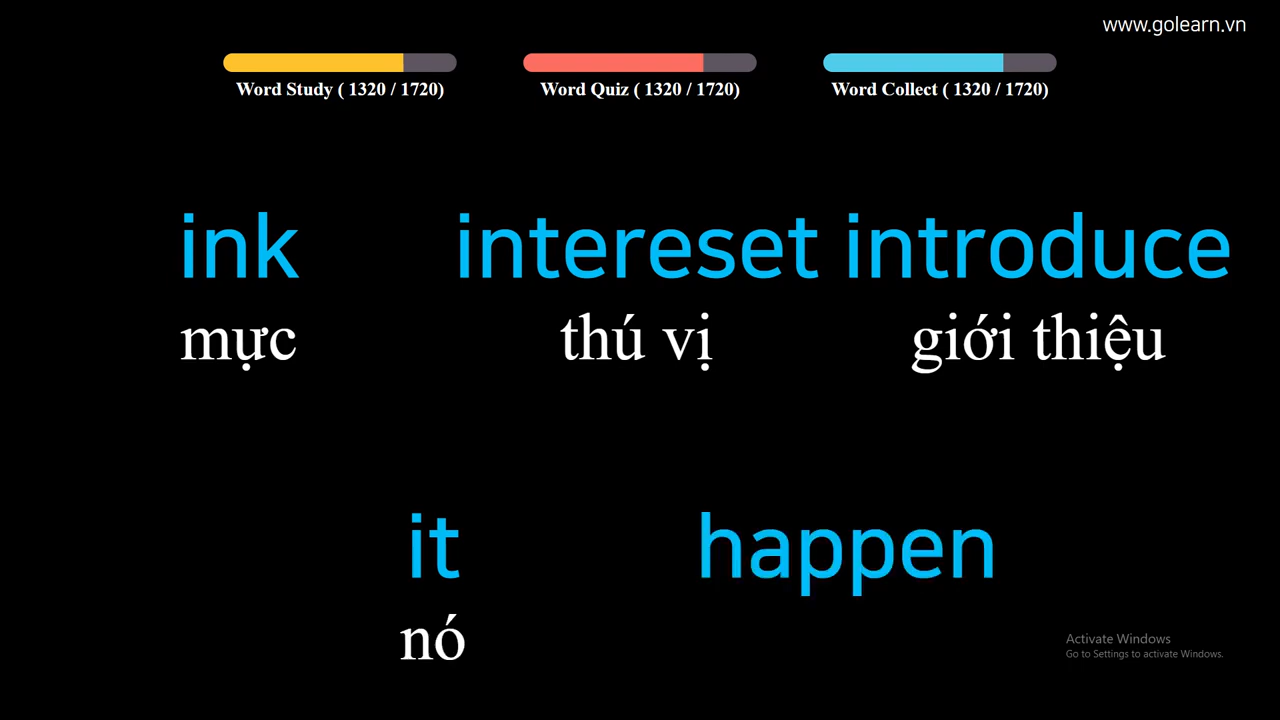 www.golearn.vn
Word Study ( 1320 / 1720) Word Quiz ( 1320 / 1720) Word Collect ( 1320 / 1720)
ink intereset introduce
mực thú vị giới thiệu
it happen
nó
Activate Windows
Go to Settings to activate Windows.